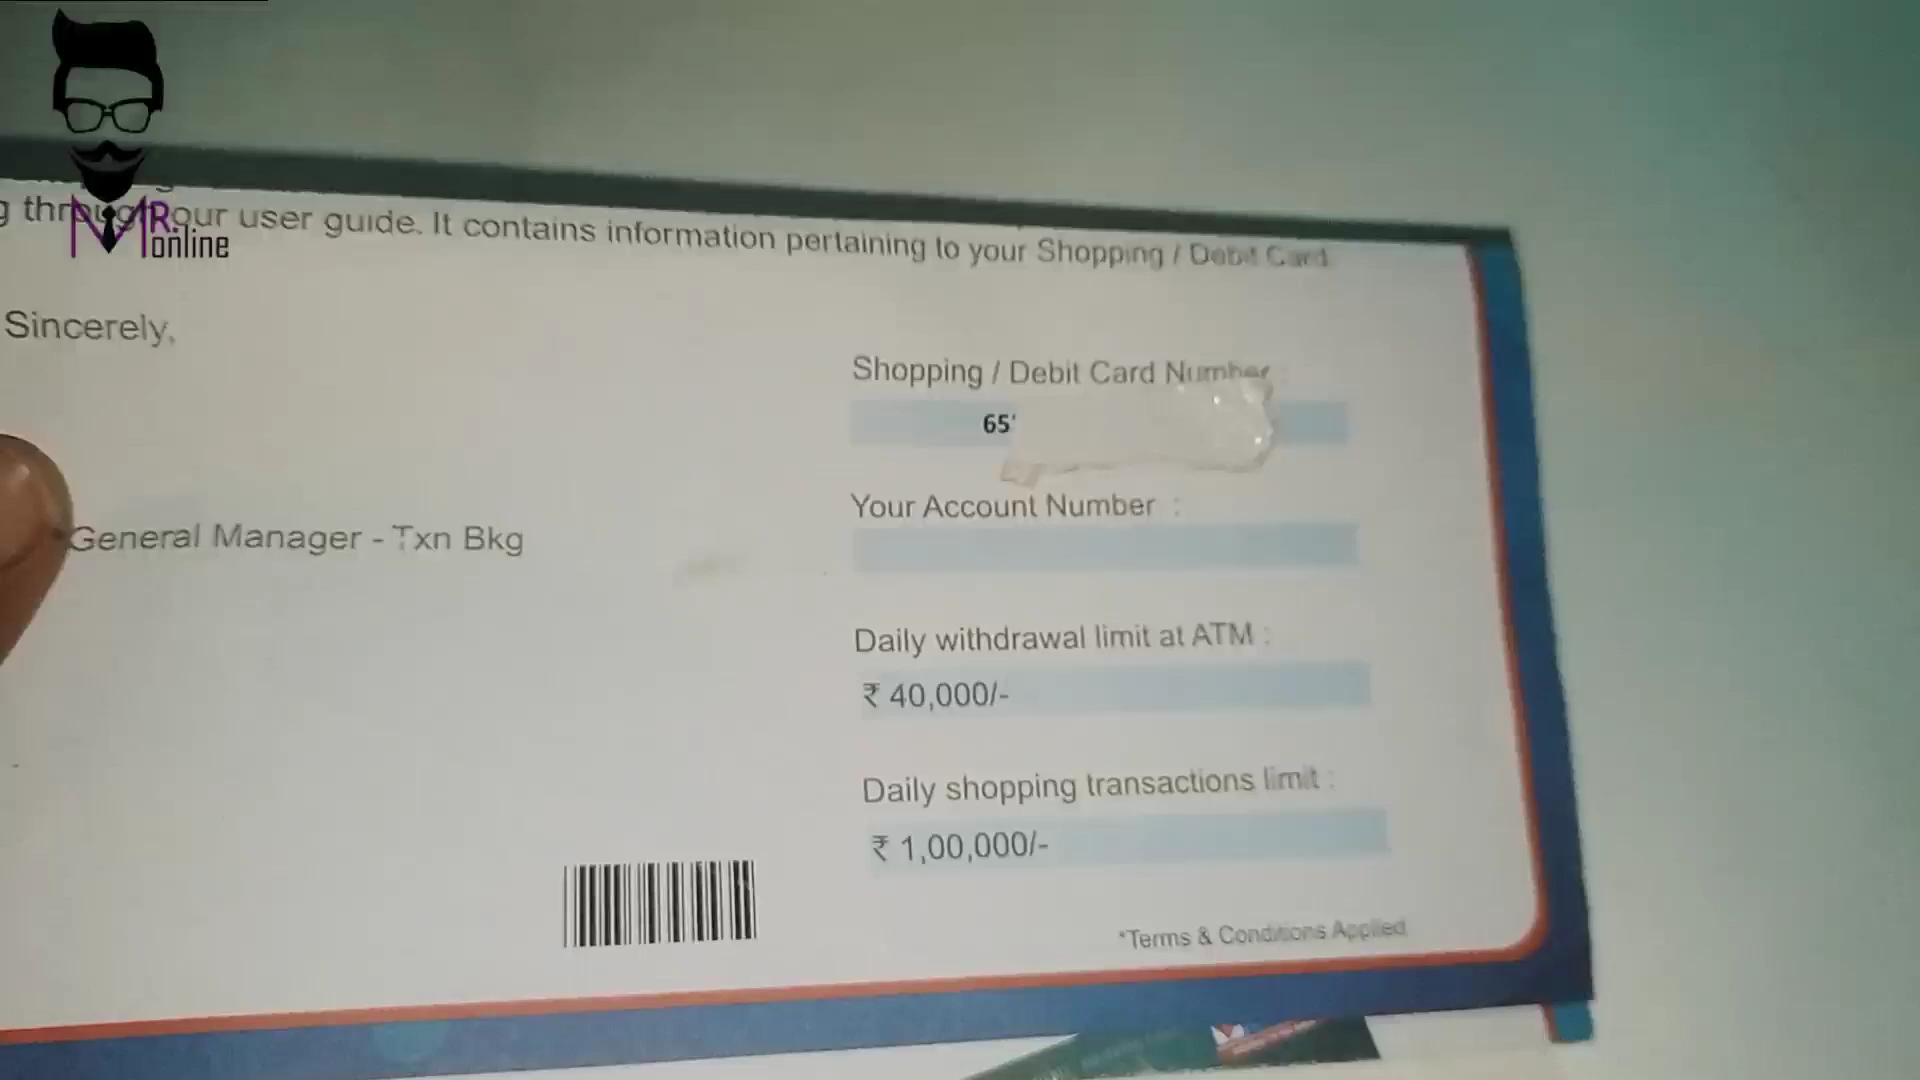 MR.
online
our user guide. It contains information pertaining to your Shopping / Debit Card
Sincerely,
General Manager - Txn Bkg
Shopping / Debit Card Number
65
Your Account Number :
Daily withdrawal limit at ATM :
₹ 40,000/-
Daily shopping transactions limit :
₹ 1,00,000/-
*Terms & Conditions Applied